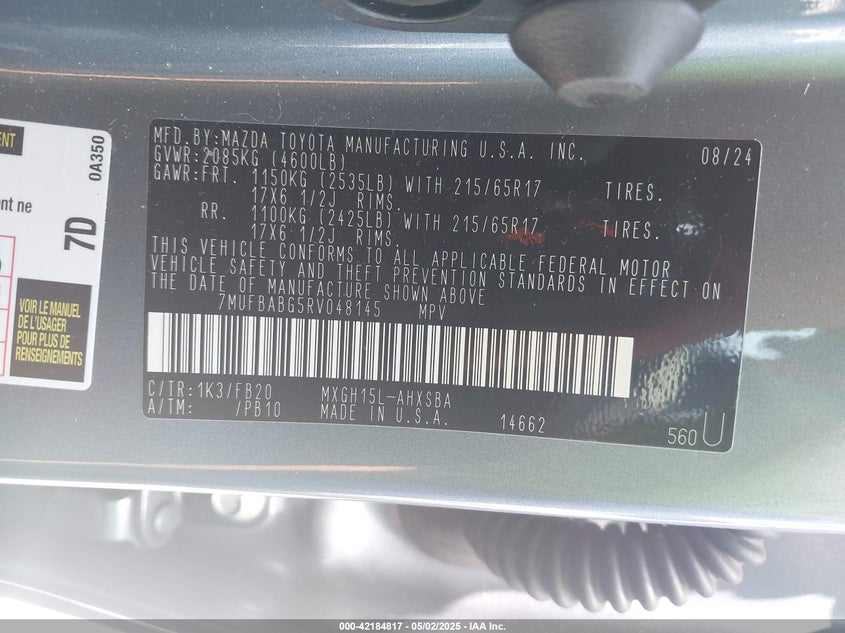 ENT
0A350
ent ne
7D
VOIR LE MANUEL
DE L'USAGER
POUR PLUS DE
RENSEIGNEMENTS
MFD.BY:MAZDA TOYOTA MANUFACTURING U.S.A. INC. 08/24
GVWR:2085KG (4600LB)
GAWR:FRT. 1150KG (2535LB) WITH 215/65R17 TIRES.
17X6 1/2J RIMS.
RR. 1100KG (2425LB) WITH 215/65R17 TIRES.
17X6 1/2J RIMS.
THIS VEHICLE CONFORMS TO ALL APPLICABLE FEDERAL MOTOR
VEHICLE SAFETY AND THEFT PREVENTION STANDARDS IN EFFECT ON
THE DATE OF MANUFACTURE SHOWN ABOVE
7MUFBABG5RV048145 MPV
C/TR:1K3/FB20 MXGH15L-AHXSBA
A/TM: /PB10 MADE IN U.S.A. 14662
560 U
000-42184817 - 05/02/2025 - IAA Inc.